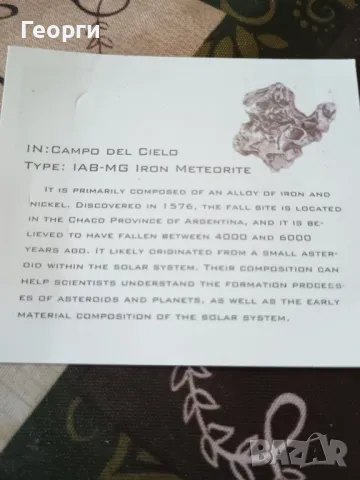 Георги
IN:Campo del Cielo
Type: IAB-MG Iron Meteorite
It is primarily composed of an alloy of iron and
nickel. Discovered in 1576, the fall site is located
in the Chaco Province of Argentina, and it is be-
lieved to have fallen between 4000 and 6000
years ago. It likely originated from a small aster-
oid within the solar system. Their composition can
help scientists understand the formation process-
es of asteroids and planets, as well as the early
material composition of the solar system.
BAZAR